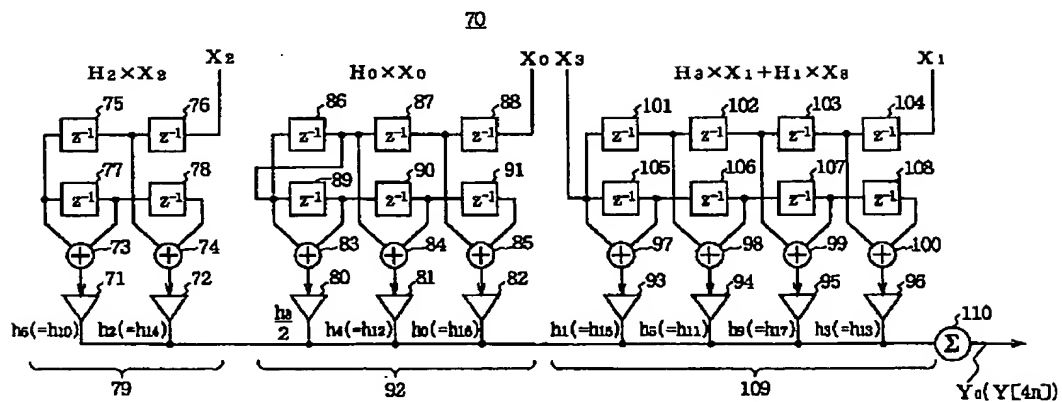 70
H₂×X₂ X₂ H₀×X₀ X₀ X₃ H₃×X₁+H₁×X₃ X₁
75 76 86 87 88 101 102 103 104
z⁻¹ z⁻¹ z⁻¹ z⁻¹ z⁻¹ z⁻¹ z⁻¹ z⁻¹ z⁻¹
77 78 89 90 91 105 106 107 108
z⁻¹ z⁻¹ z⁻¹ z⁻¹ z⁻¹ z⁻¹ z⁻¹ z⁻¹ z⁻¹
+ + + + + + + + +
73 74 83 84 85 97 98 99 100
71 72 80 81 82 93 94 95 96
h₆(=h₁₀) h₂(=h₁₄) h₈/2 h₄(=h₁₂) h₀(=h₁₆) h₁(=h₁₅) h₅(=h₁₁) h₉(=h₁₇) h₃(=h₁₃)
110
Σ
79 92 109
Y₀(Y[4n])